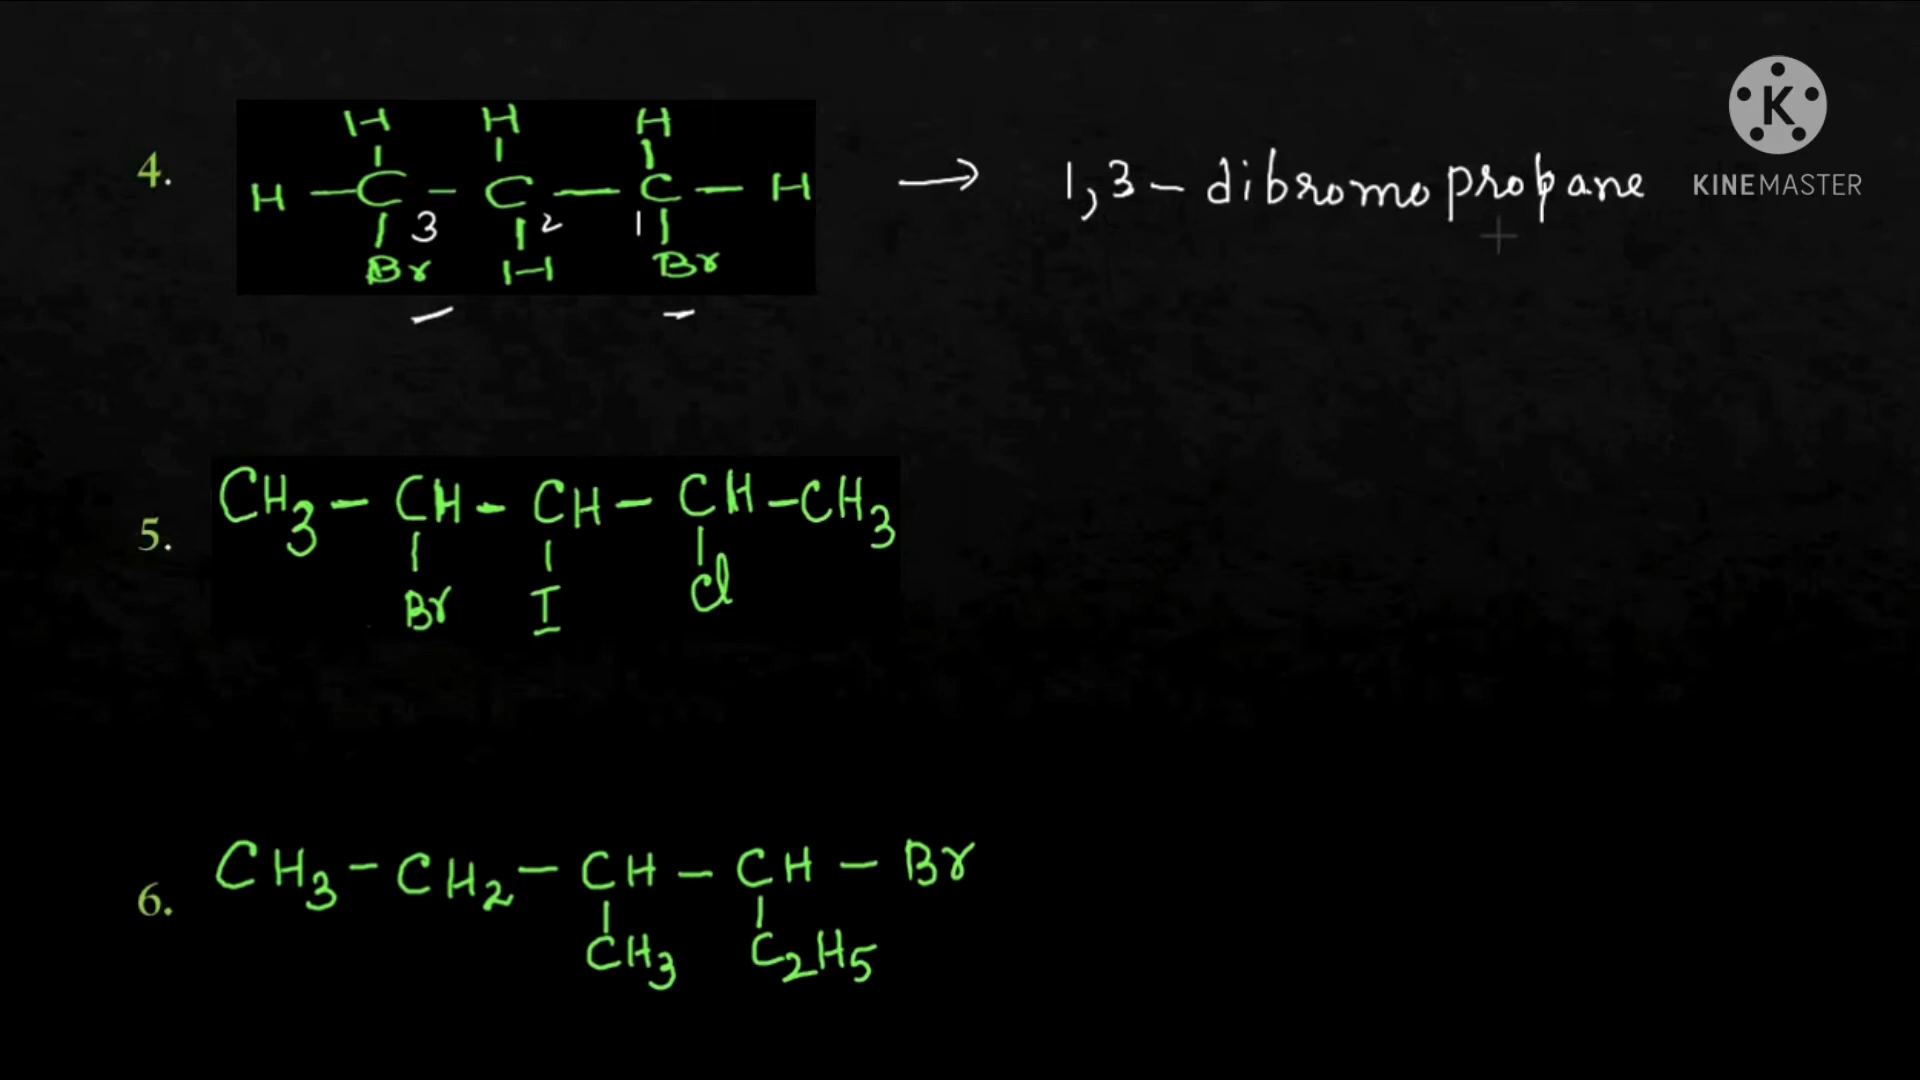 H H H
4. H - C - C - C - H → 1,3 - dibromopropane
3 2 1
Br H Br
5. CH3 - CH - CH - CH - CH3
Br I Cl
6. CH3 - CH2 - CH - CH - Br
CH3 C2H5
K
KINEMASTER